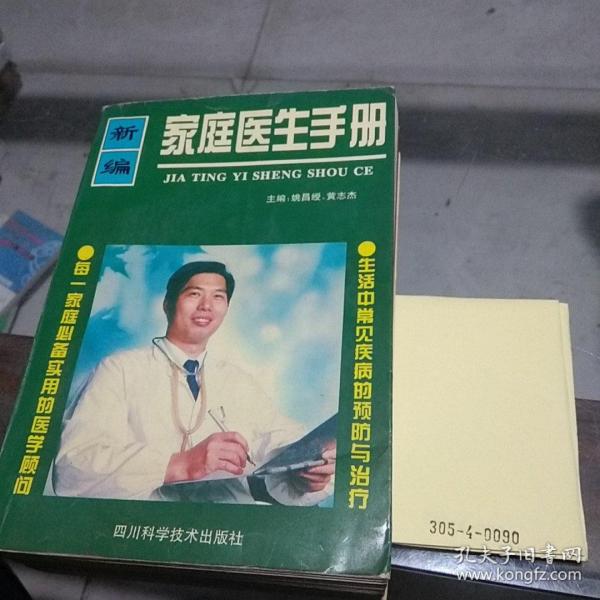 新编
家庭医生手册
JIA TING YI SHENG SHOU CE
主编：姚昌绶、黄志杰
●生活中常见疾病的预防与治疗
●每一家庭必备实用的医学顾问
四川科学技术出版社
305-4-0090
孔夫子旧书网
www.kongfz.com